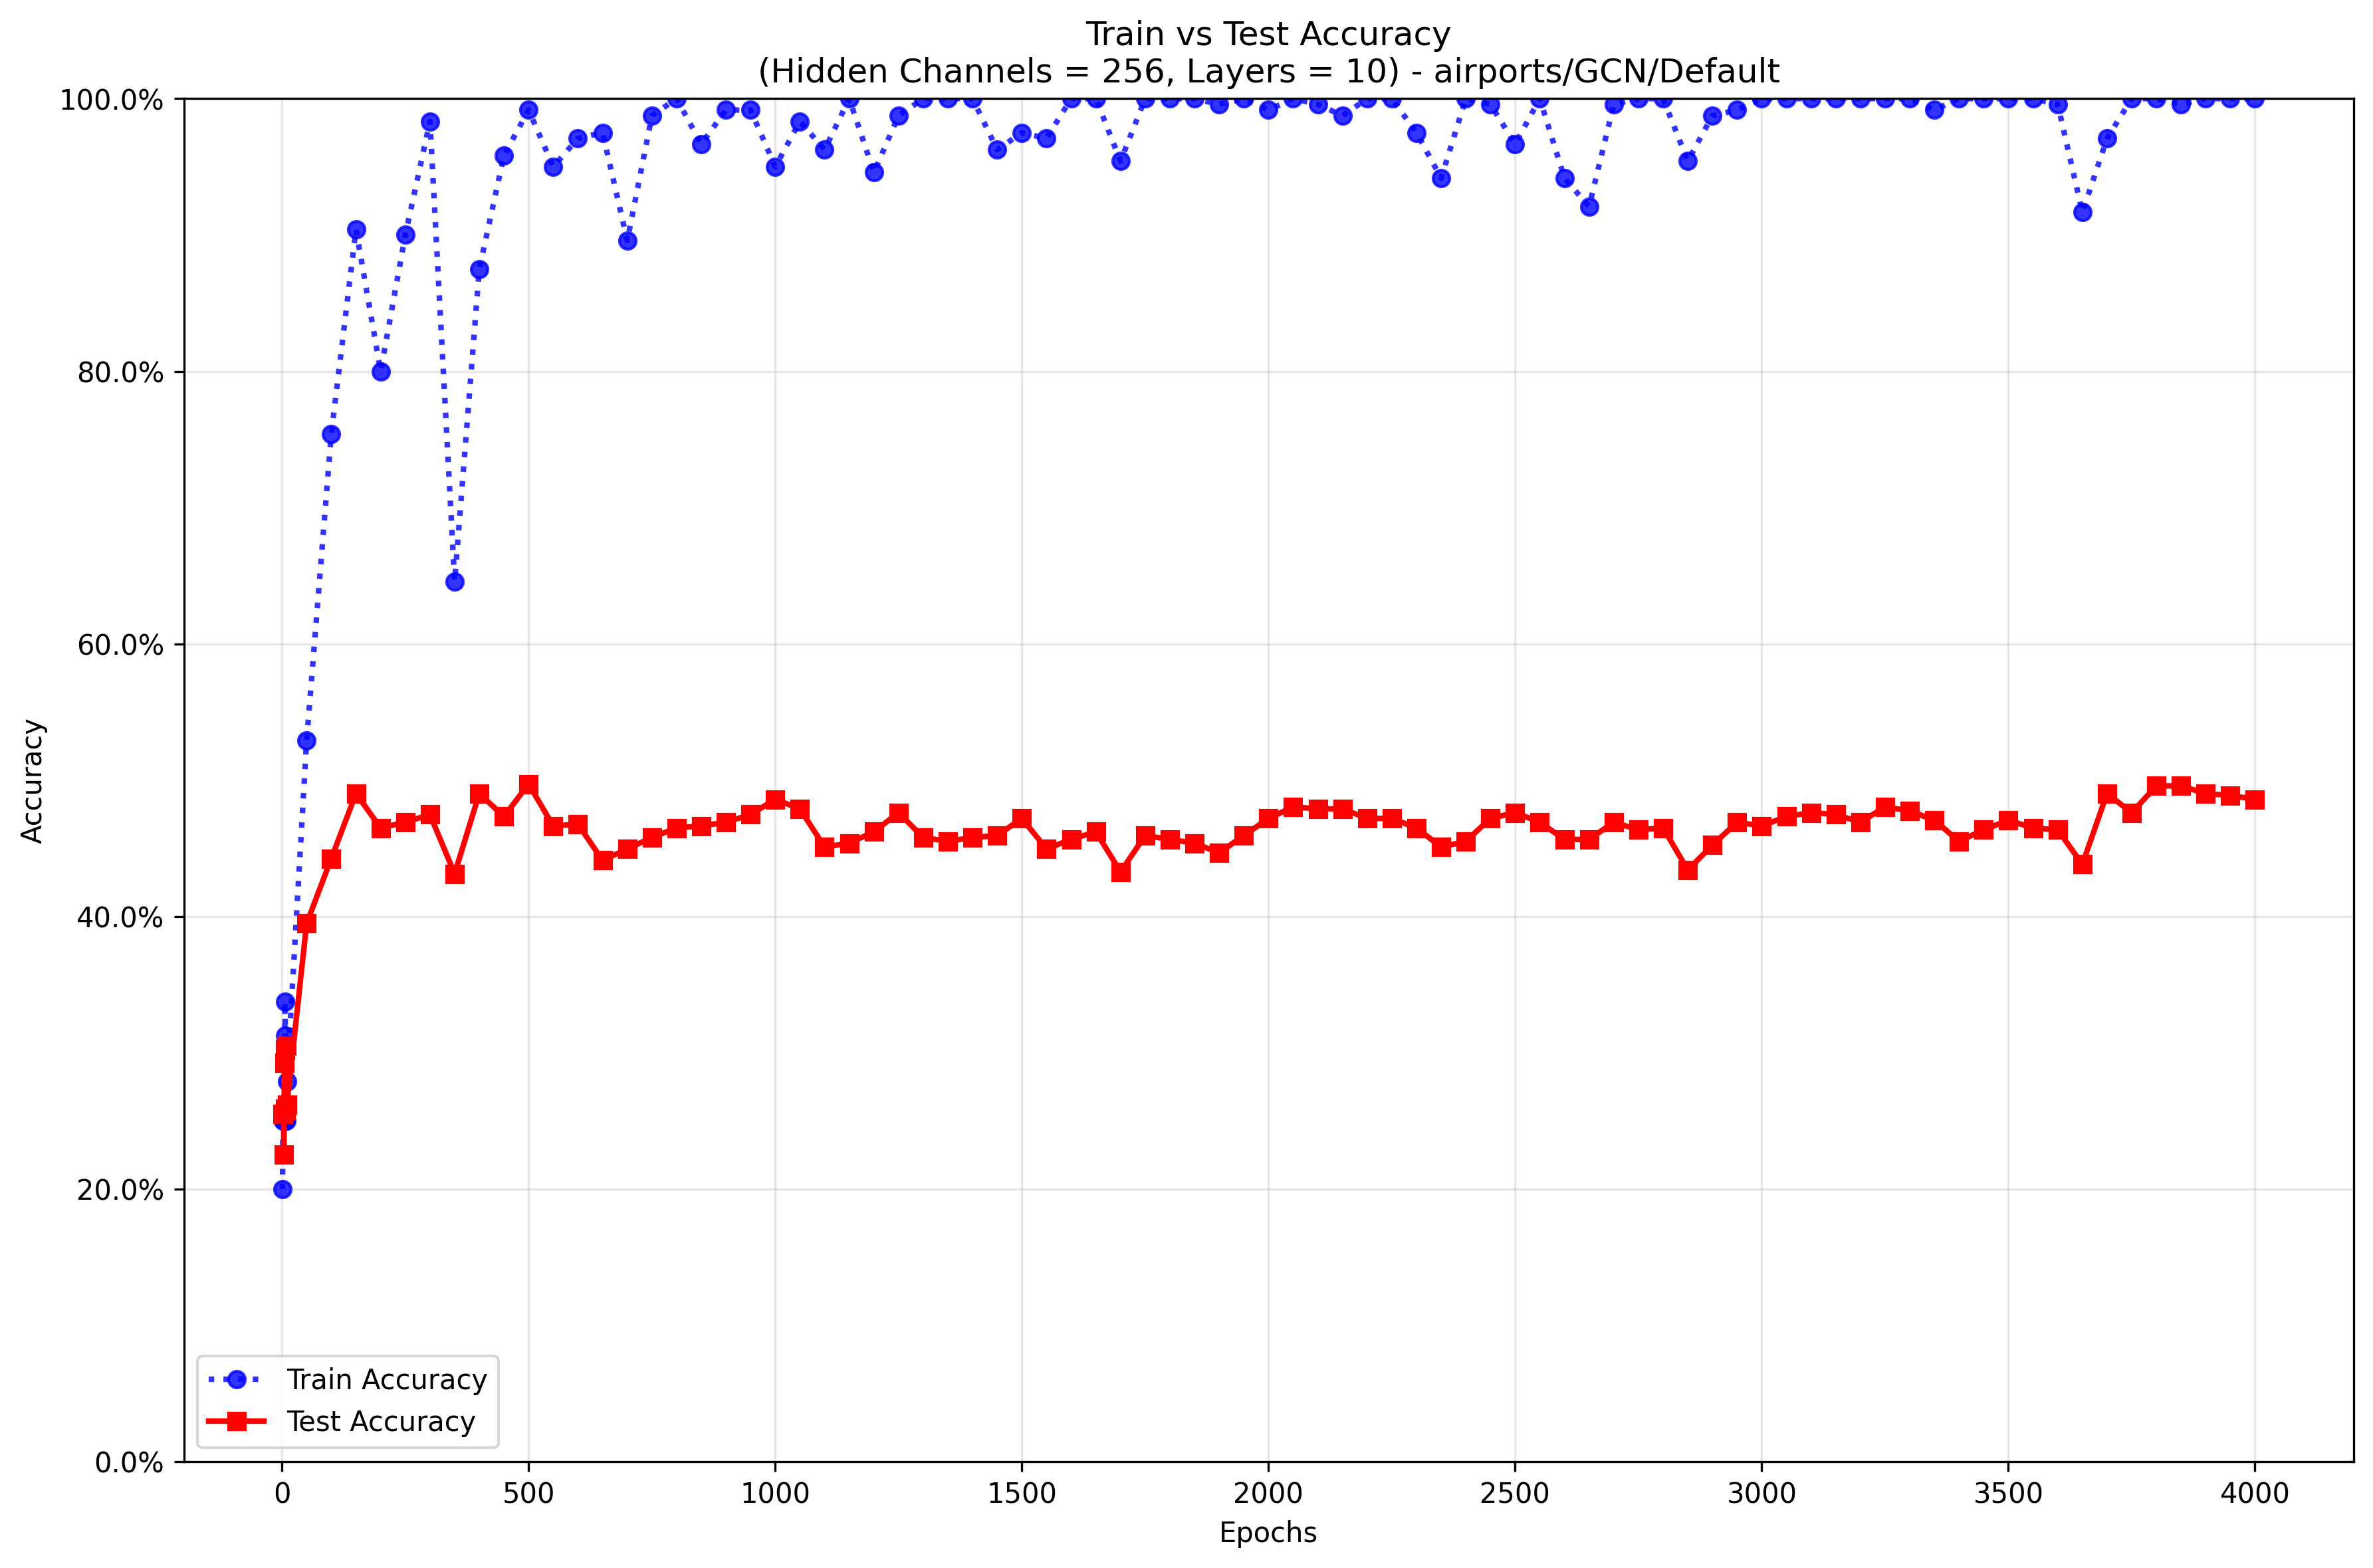 Train vs Test Accuracy
(Hidden Channels = 256, Layers = 10) - airports/GCN/Default
100.0%
80.0%
60.0%
40.0%
20.0%
0.0%
Accuracy
Train Accuracy
Test Accuracy
0 500 1000 1500 2000 2500 3000 3500 4000
Epochs